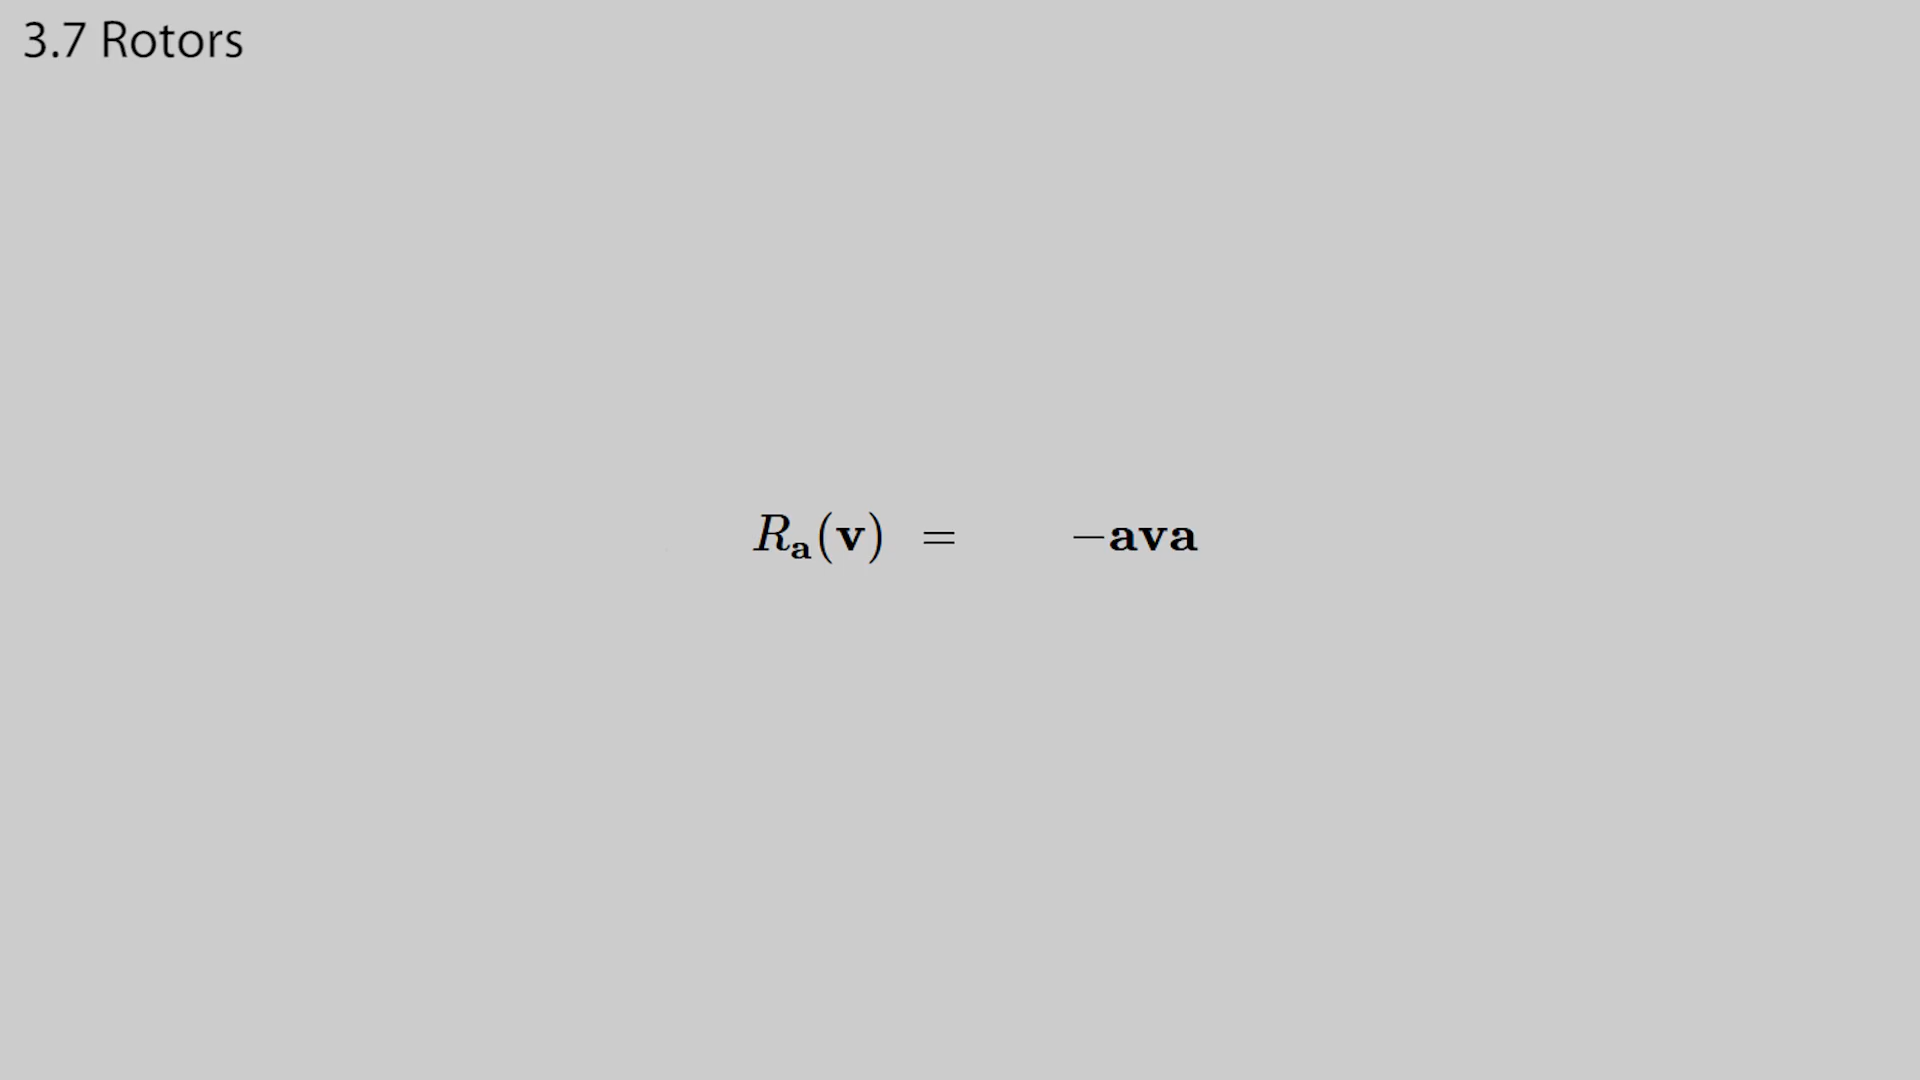 3.7 Rotors
R_a(v) = −ava